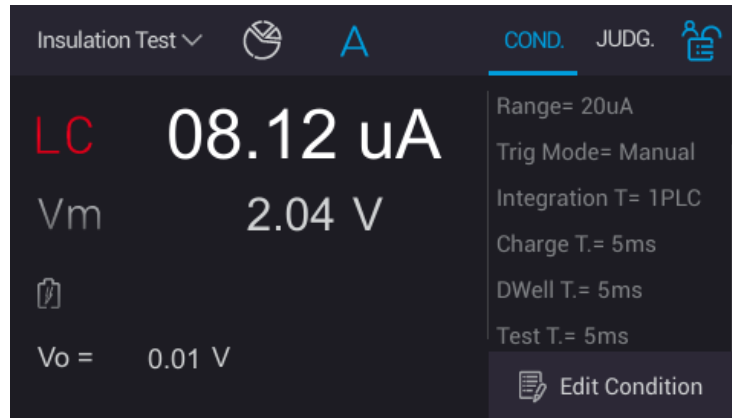 Insulation Test A COND. JUDG.
LC 08.12 uA
Vm 2.04 V
Vo = 0.01 V
Range= 20uA
Trig Mode= Manual
Integration T= 1PLC
Charge T.= 5ms
DWell T.= 5ms
Test T.= 5ms
Edit Condition